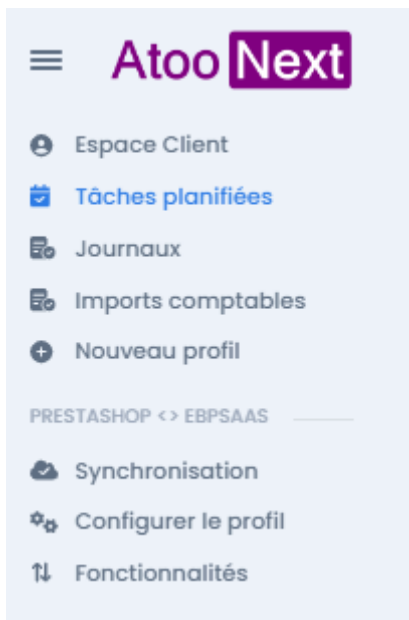 Atoo Next
Espace Client
Tâches planifiées
Journaux
Imports comptables
Nouveau profil
PRESTASHOP <> EBPSAAS
Synchronisation
Configurer le profil
Fonctionnalités